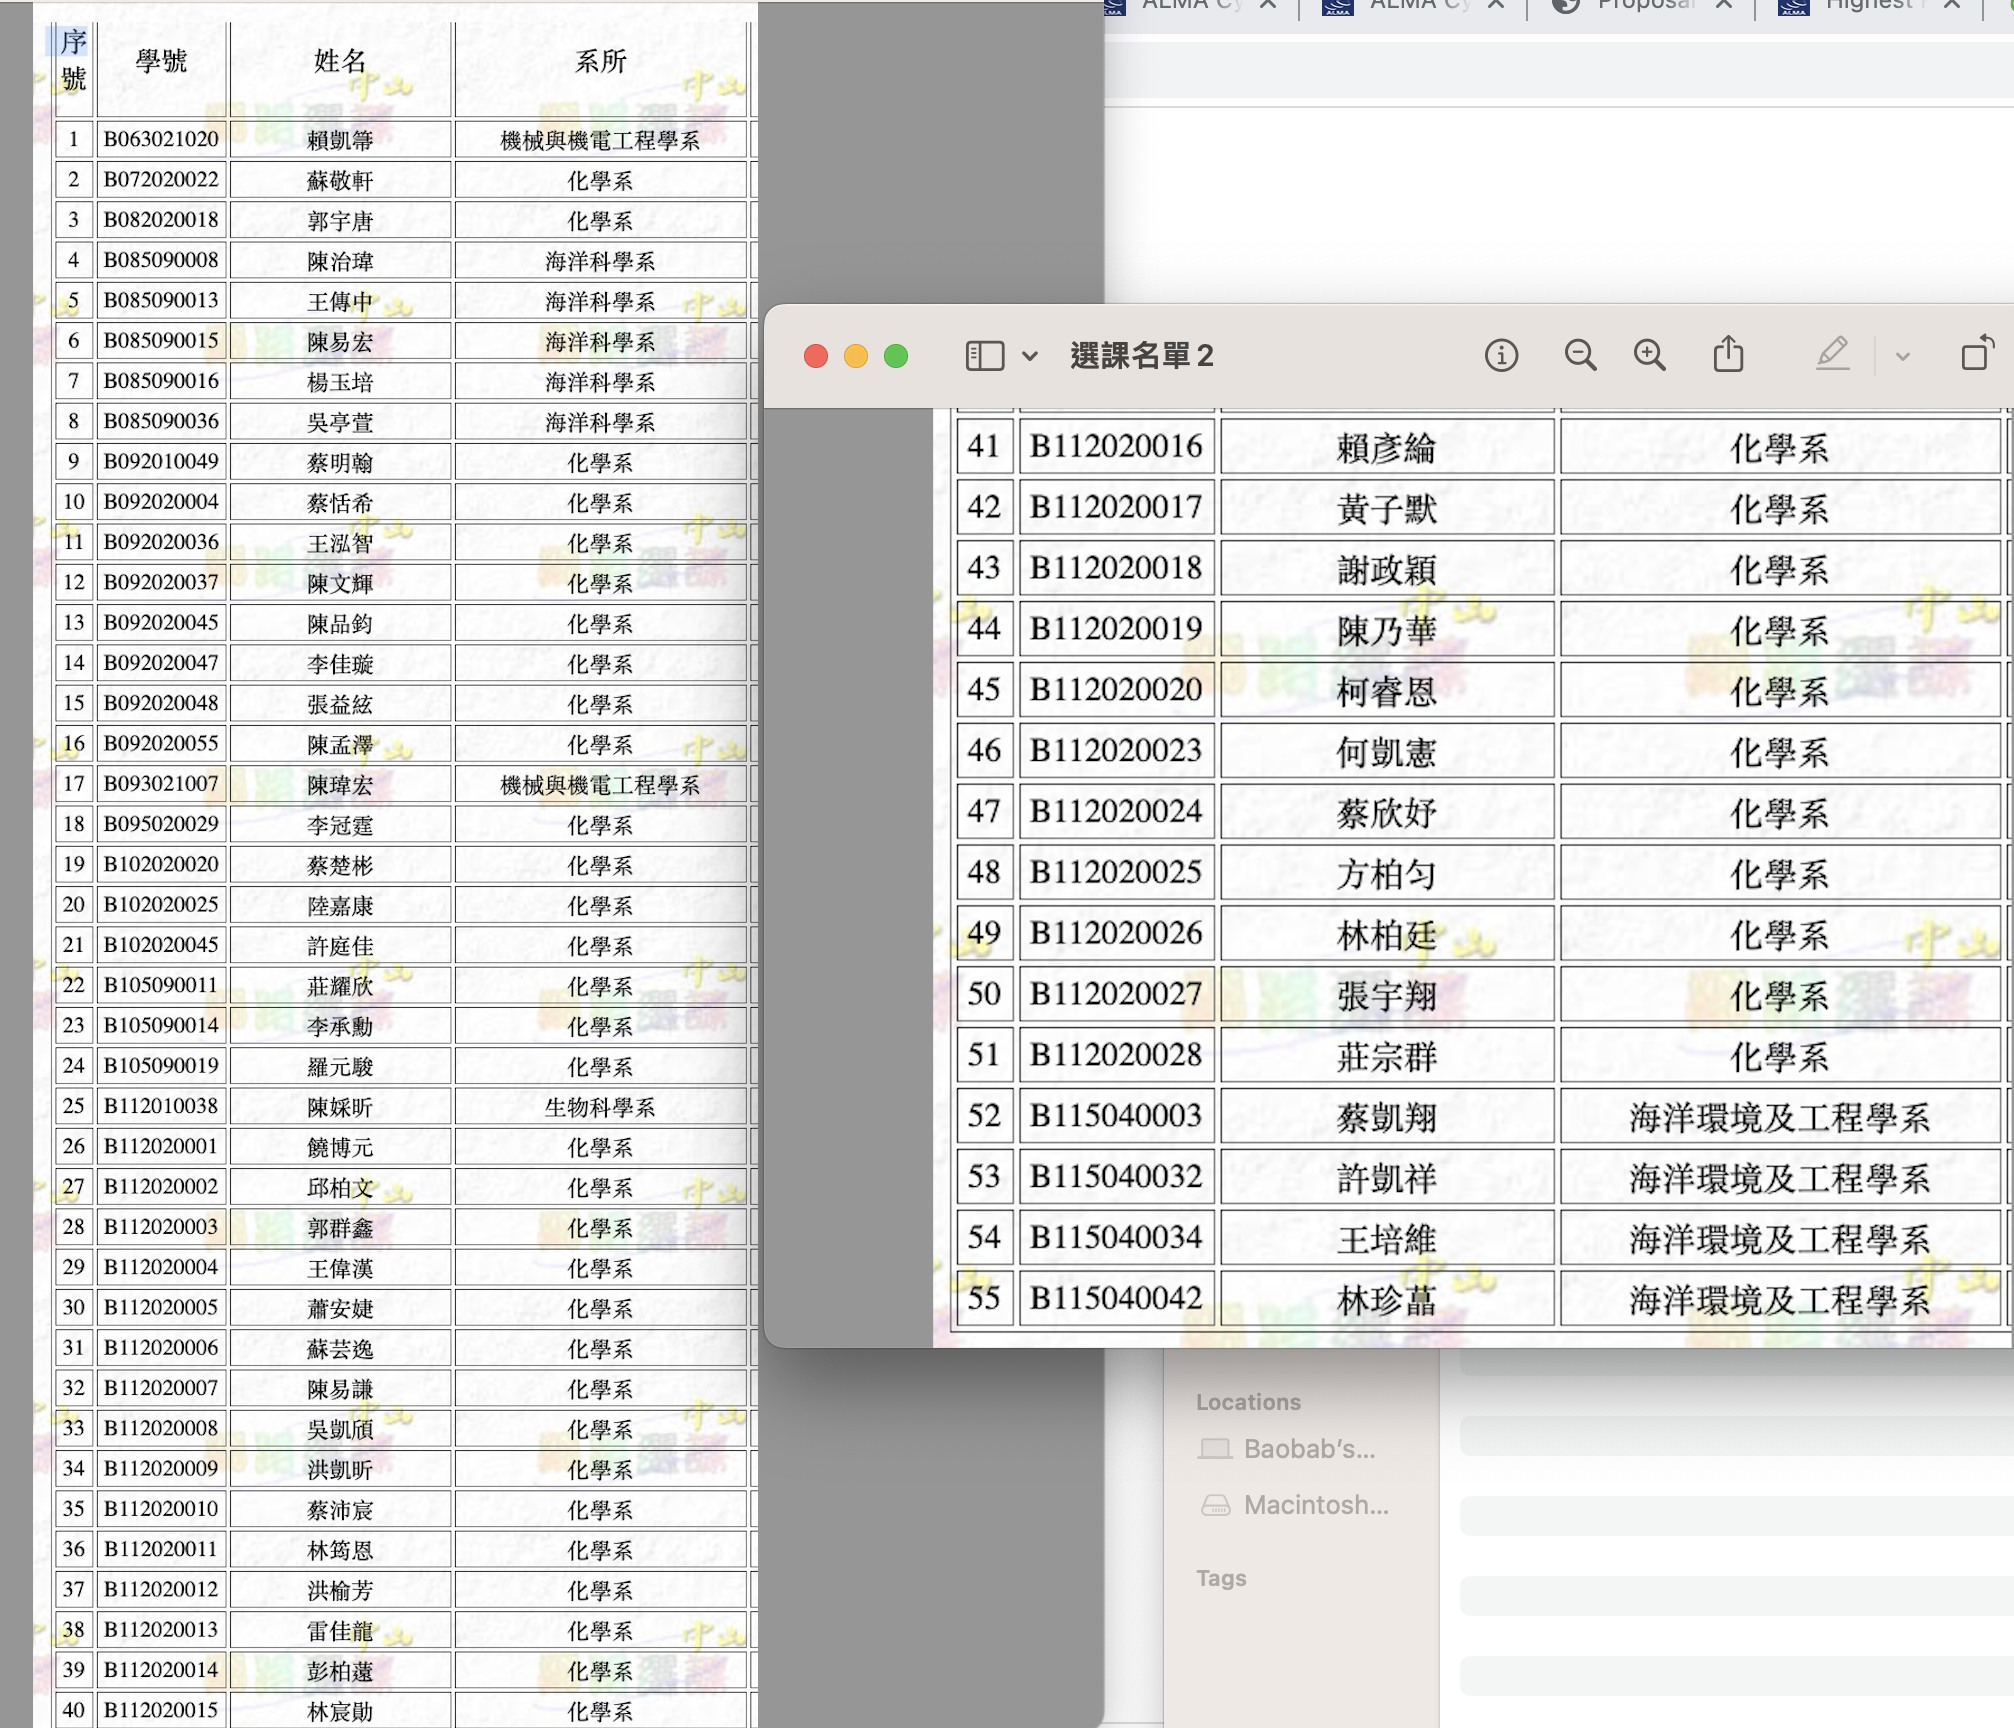 序號 學號 姓名 系所
1 B063021020 賴凱籌 機械與機電工程學系
2 B072020022 蘇敬軒 化學系
3 B082020018 郭宇唐 化學系
4 B085090008 陳治瑋 海洋科學系
5 B085090013 王傳中 海洋科學系
6 B085090015 陳易宏 海洋科學系
7 B085090016 楊玉培 海洋科學系
8 B085090036 吳亭萱 海洋科學系
9 B092010049 蔡明翰 化學系
10 B092020004 蔡恬希 化學系
11 B092020036 王泓智 化學系
12 B092020037 陳文輝 化學系
13 B092020045 陳品鈞 化學系
14 B092020047 李佳璇 化學系
15 B092020048 張益絃 化學系
16 B092020055 陳孟澤 化學系
17 B093021007 陳瑋宏 機械與機電工程學系
18 B095020029 李冠霆 化學系
19 B102020020 蔡楚彬 化學系
20 B102020025 陸嘉康 化學系
21 B102020045 許庭佳 化學系
22 B105090011 莊耀欣 化學系
23 B105090014 李承勳 化學系
24 B105090019 羅元駿 化學系
25 B112010038 陳婇昕 生物科學系
26 B112020001 饒博元 化學系
27 B112020002 邱柏文 化學系
28 B112020003 郭群鑫 化學系
29 B112020004 王偉漢 化學系
30 B112020005 蕭安婕 化學系
31 B112020006 蘇芸逸 化學系
32 B112020007 陳易謙 化學系
33 B112020008 吳凱頎 化學系
34 B112020009 洪凱昕 化學系
35 B112020010 蔡沛宸 化學系
36 B112020011 林筠恩 化學系
37 B112020012 洪榆芳 化學系
38 B112020013 雷佳龍 化學系
39 B112020014 彭柏薳 化學系
40 B112020015 林宸勛 化學系
ALMA Cy
ALMA Cy
Proposal
Highest
選課名單 2
41 B112020016 賴彥綸 化學系
42 B112020017 黃子默 化學系
43 B112020018 謝政穎 化學系
44 B112020019 陳乃華 化學系
45 B112020020 柯睿恩 化學系
46 B112020023 何凱憲 化學系
47 B112020024 蔡欣妤 化學系
48 B112020025 方柏匀 化學系
49 B112020026 林柏廷 化學系
50 B112020027 張宇翔 化學系
51 B112020028 莊宗群 化學系
52 B115040003 蔡凱翔 海洋環境及工程學系
53 B115040032 許凱祥 海洋環境及工程學系
54 B115040034 王培維 海洋環境及工程學系
55 B115040042 林珍 海洋環境及工程學系
Locations
Baobab's...
Macintosh...
Tags